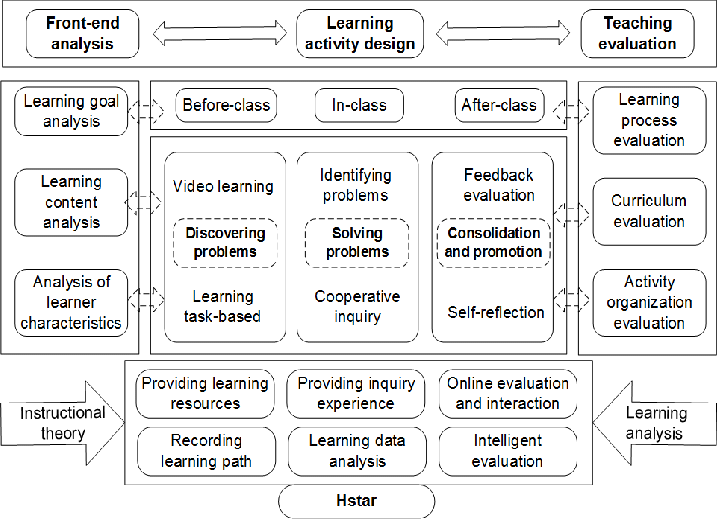 Front-end
analysis
Learning
activity design
Teaching
evaluation
Learning goal
analysis
Before-class
In-class
After-class
Learning
process
evaluation
Learning
content
analysis
Video learning
Identifying
problems
Feedback
evaluation
Curriculum
evaluation
Discovering
problems
Solving
problems
Consolidation
and promotion
Analysis of
learner
characteristics
Learning
task-based
Cooperative
inquiry
Self-reflection
Activity
organization
evaluation
Instructional
theory
Providing learning
resources
Providing inquiry
experience
Online evaluation
and interaction
Learning
analysis
Recording
learning path
Learning data
analysis
Intelligent
evaluation
Hstar